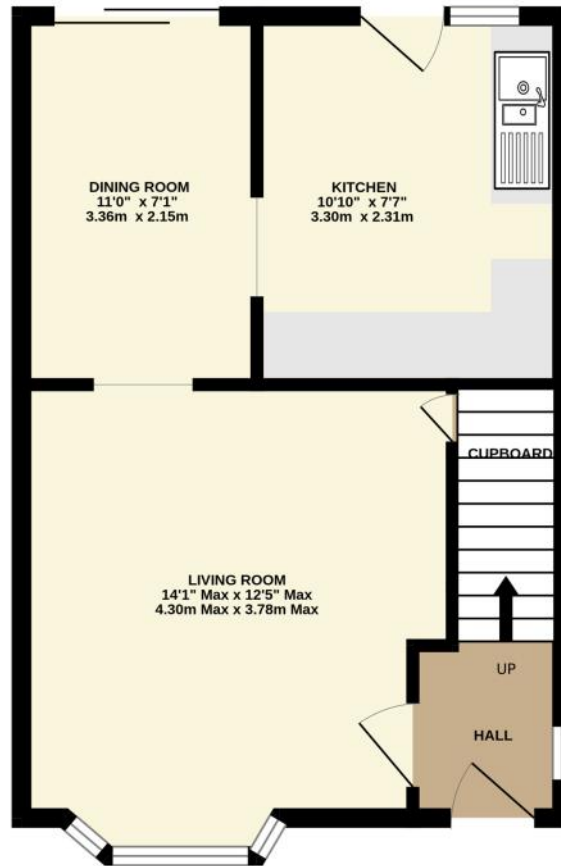 DINING ROOM
11'0" x 7'1"
3.36m x 2.15m
KITCHEN
10'10" x 7'7"
3.30m x 2.31m
CUPBOARD
LIVING ROOM
14'1" Max x 12'5" Max
4.30m Max x 3.78m Max
UP
HALL